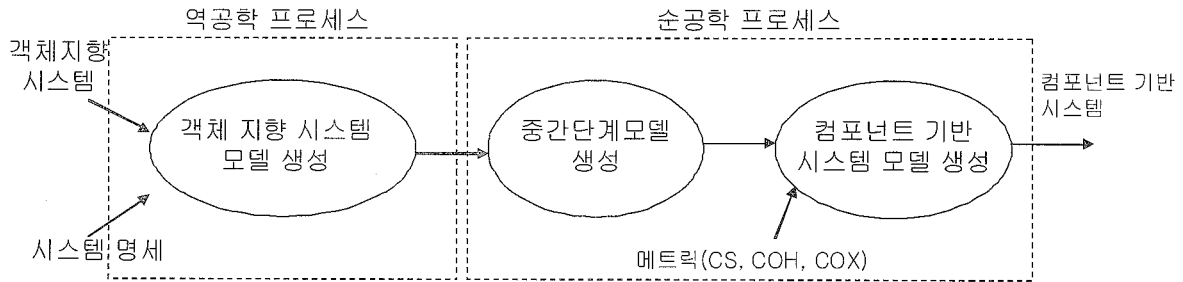 역공학 프로세스
순공학 프로세스
객체지향
시스템
객체 지향 시스템
모델 생성
시스템 명세
중간단계모델
생성
컴포넌트 기반
시스템 모델 생성
메트릭(CS, COH, COX)
컴포넌트 기반
시스템